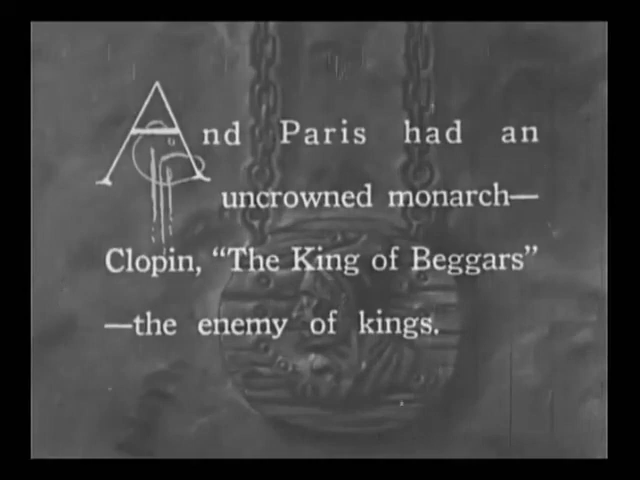 And Paris had an
uncrowned monarch—
Clopin, “The King of Beggars”
—the enemy of kings.